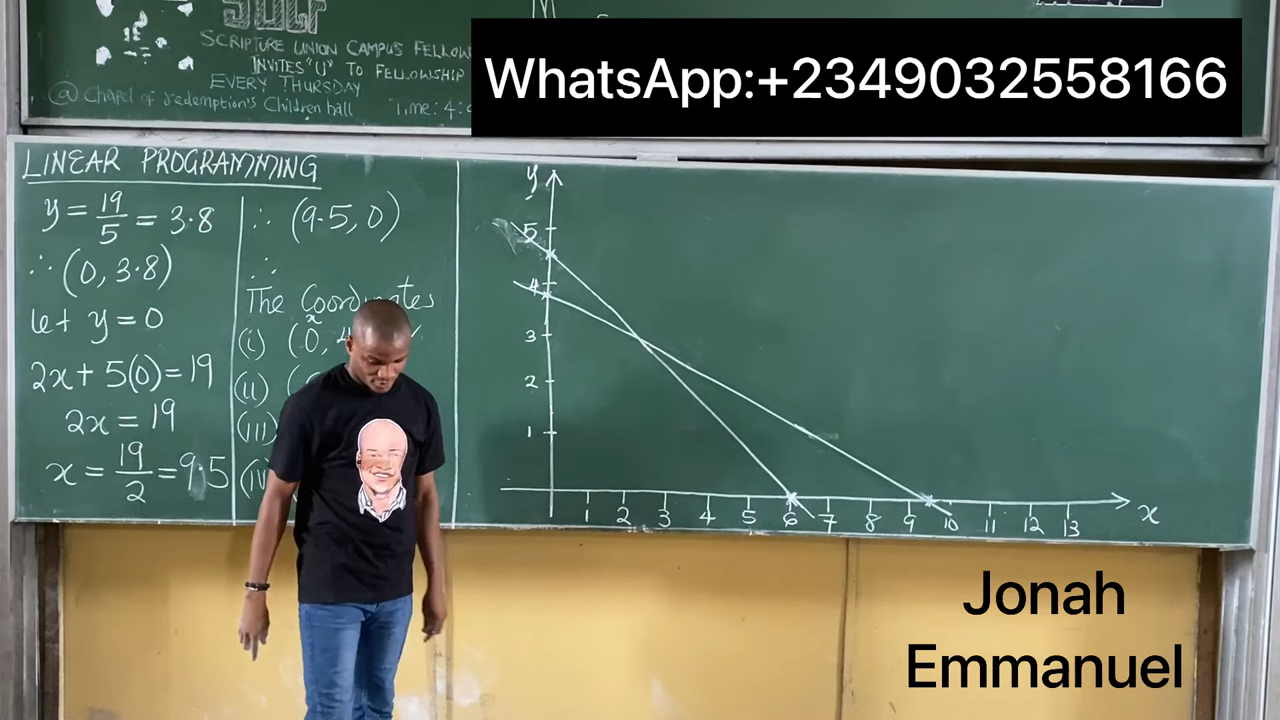 SULF
SCRIPTURE UNION CAMPUS FELLOW
INVITES "U" TO FELLOWSHIP
EVERY THURSDAY
@ Chapel of redemption's Children hall Time: 4:
WhatsApp:+2349032558166
LINEAR PROGRAMMING
y = 19/5 = 3.8
∴ (0, 3.8)
let y = 0
2x + 5(0) = 19
2x = 19
x = 19/2 = 9.5
∴ (9.5, 0)
∴
The Coordinates
(i) (0, 4
(ii) (
(iii)
(iv)
y
5
4
3
2
1
1 2 3 4 5 6 7 8 9 10 11 12 13 x
Jonah
Emmanuel